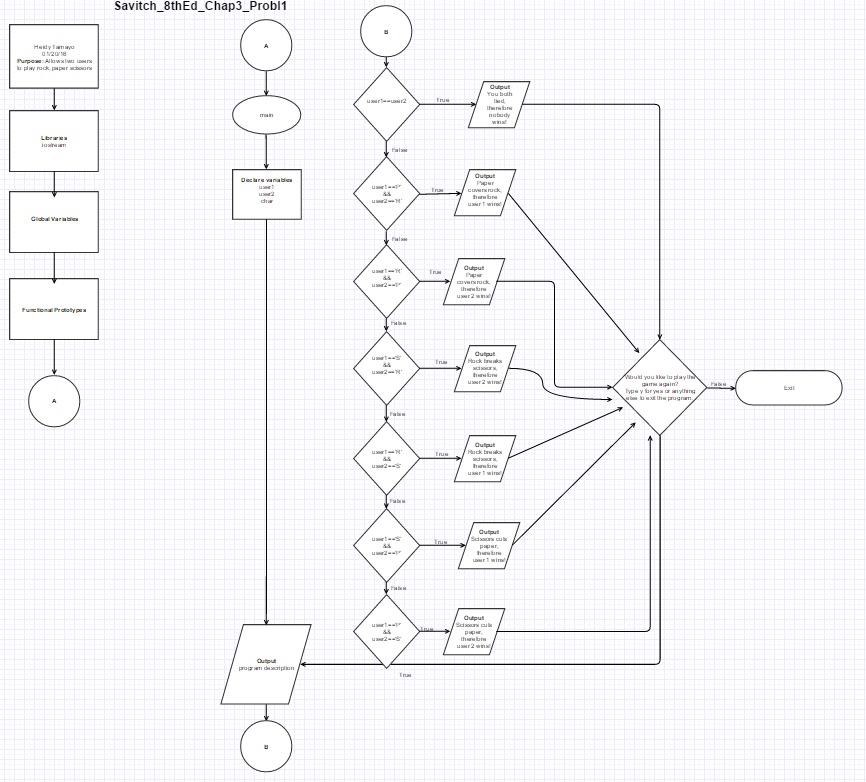 Savitch_8thEd_Chap3_Probl1
Heidy Tamayo
01/20/16
Purpose: Allows two users
to play rock, paper scissors
Libraries
iostream
Global Variables
Functional Prototypes
A
A
main
Declare variables
user1
user2
char
Output
program description
B
B
user1==user2
True
Output
You both
tied,
therefore
nobody
wins!
False
user1=='P'
&&
user2=='R'
True
Output
Paper
covers rock,
therefore
user 1 wins!
False
user1=='R'
&&
user2=='P'
True
Output
Paper
covers rock,
therefore
user 2 wins!
False
user1=='S'
&&
user2=='R'
True
Output
Rock breaks
scissors,
therefore
user 2 wins!
False
user1=='R'
&&
user2=='S'
True
Output
Rock breaks
scissors,
therefore
user 1 wins!
False
user1=='S'
&&
user2=='P'
True
Output
Scissors cuts
paper,
therefore
user 1 wins!
False
user1=='P'
&&
user2=='S'
True
Output
Scissors cuts
paper,
therefore
user 2 wins!
True
Would you like to play the
game again?
Type y for yes or anything
else to exit the program
False
Exit